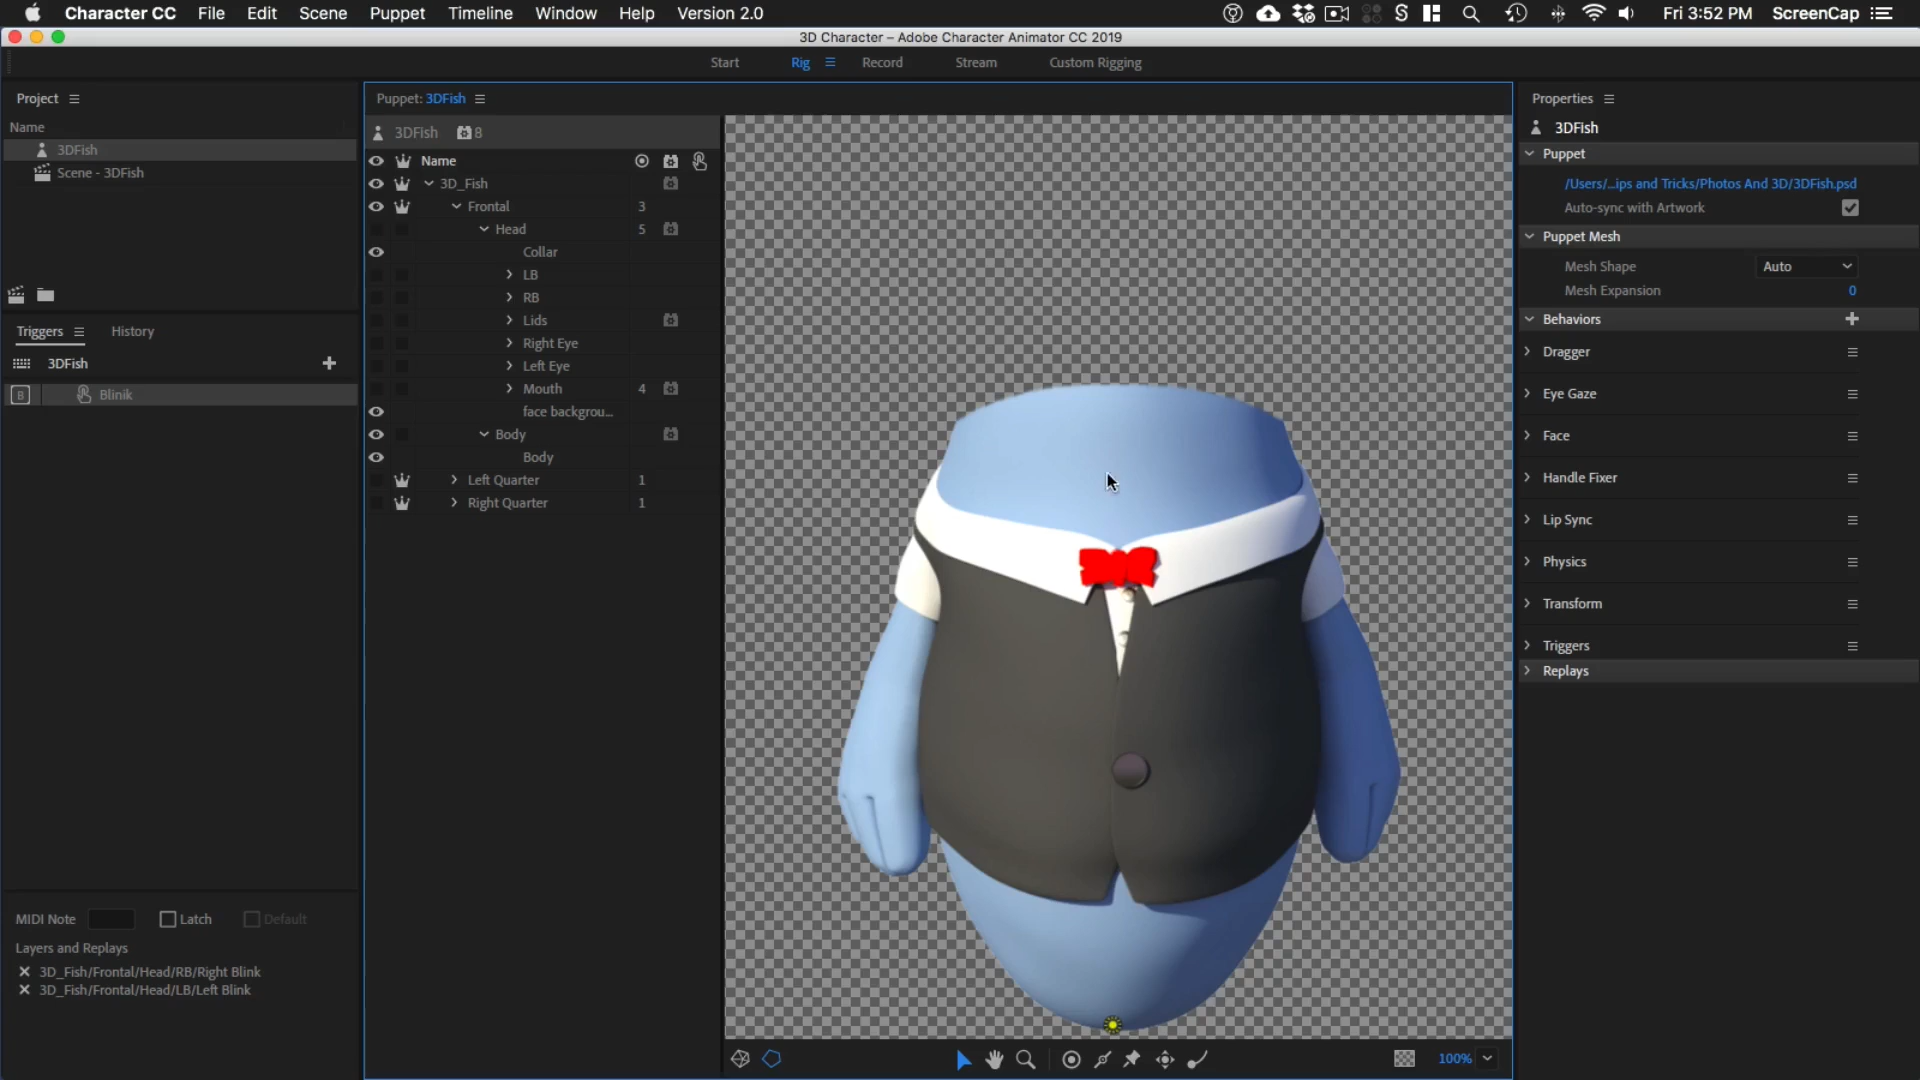 Character CC File Edit Scene Puppet Timeline Window Help Version 2.0 Fri 3:52 PM ScreenCap
3D Character – Adobe Character Animator CC 2019
Start Rig Record Stream Custom Rigging
Project
Name
3DFish
Scene - 3DFish
Triggers History
3DFish
B Blinik
MIDI Note Latch Default
Layers and Replays
3D_Fish/Frontal/Head/RB/Right Blink
3D_Fish/Frontal/Head/LB/Left Blink
Puppet: 3DFish
3DFish 8
Name
3D_Fish
Frontal 3
Head 5
Collar
LB
RB
Lids
Right Eye
Left Eye
Mouth 4
face backgrou...
Body
Body
Left Quarter 1
Right Quarter 1
100%
Properties
3DFish
Puppet
/Users/...ips and Tricks/Photos And 3D/3DFish.psd
Auto-sync with Artwork
Puppet Mesh
Mesh Shape Auto
Mesh Expansion 0
Behaviors
Dragger
Eye Gaze
Face
Handle Fixer
Lip Sync
Physics
Transform
Triggers
Replays